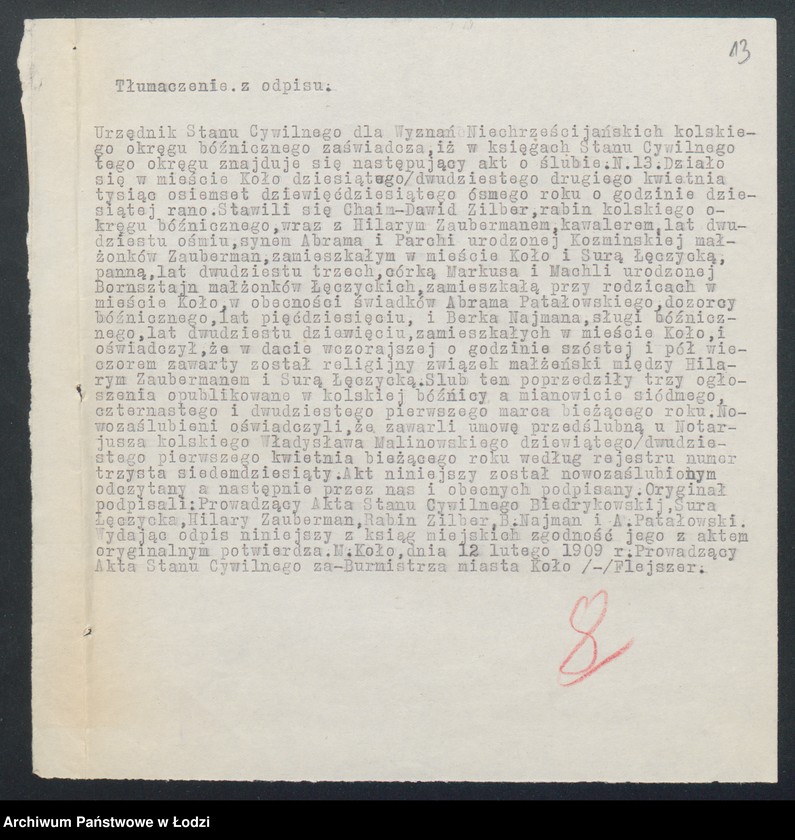 13
Tłumaczenie.z odpisu.
Urzędnik Stanu Cywilnego dla Wyznań Niechrześcijańskich kolskie-
go okręgu bóźnicznego zaświadcza,iż w księgach Stanu Cywilnego
tego okręgu znajduje się następujący akt o ślubie.N.13.Działo
się w mieście Koło dziesiątego/dwudziestego drugiego kwietnia
tysiąc osiemset dziewięćdziesiątego ósmego roku o godzinie dzie-
siątej rano.Stawili się Chaim-Dawid Zilber,rabin kolskiego o-
kręgu bóźnicznego,wraz z Hilarym Zaubermanem,kawalerem,lat dwu-
dziestu ośmiu,synem Abrama i Parchi urodzonej Kozminskiej mał-
żonków Zauberman,zamieszkałym w mieście Koło i Surą Łęczycką,
panną,lat dwudziestu trzech,córką Markusa i Machli urodzonej
Bornsztajn małżonków Łęczyckich,zamieszkałą przy rodzicach w
mieście Koło,w obecności świadków Abrama Patałowskiego,dozorcy
bóźnicznego,lat pięćdziesięciu, i Berka Najmana,sługi bóźnicz-
nego,lat dwudziestu dziewięciu,zamieszkałych w mieście Koło,i
oświadczył,że w dacie wczorajszej o godzinie szóstej i pół wie-
czorem zawarty został religijny związek małżeński między Hila-
rym Zaubermanem i Surą Łęczycką.Slub ten poprzedziły trzy ogło-
szenia opublikowane w kolskiej bóźnicy a mianowicie siódmego,
czternastego i dwudziestego pierwszego marca bieżącego roku.No-
wozaślubieni oświadczyli,że zawarli umowę przedślubną u Notar-
jusza kolskiego Władysława Malinowskiego dziewiątego/dwudzie-
stego pierwszego kwietnia bieżącego roku według rejestru numer
trzysta siedemdziesiąty.Akt niniejszy został nowozaślubionym
odczytany a następnie przez nas i obecnych podpisany.Oryginał
podpisali:Prowadzący Akta Stanu Cywilnego Biedrykowskij,Sura
Łęczycka,Hilary Zauberman,Rabin Zilber,B.Najman i A.Patałowski.
Wydając odpis niniejszy z ksiąg miejskich zgodność jego z aktem
oryginalnym potwierdza.M.Koło,dnia 12 lutego 1909 r.Prowadzący
Akta Stanu Cywilnego za-Burmistrza miasta Koło /-/Flejszer.
8
Archiwum Państwowe w Łodzi